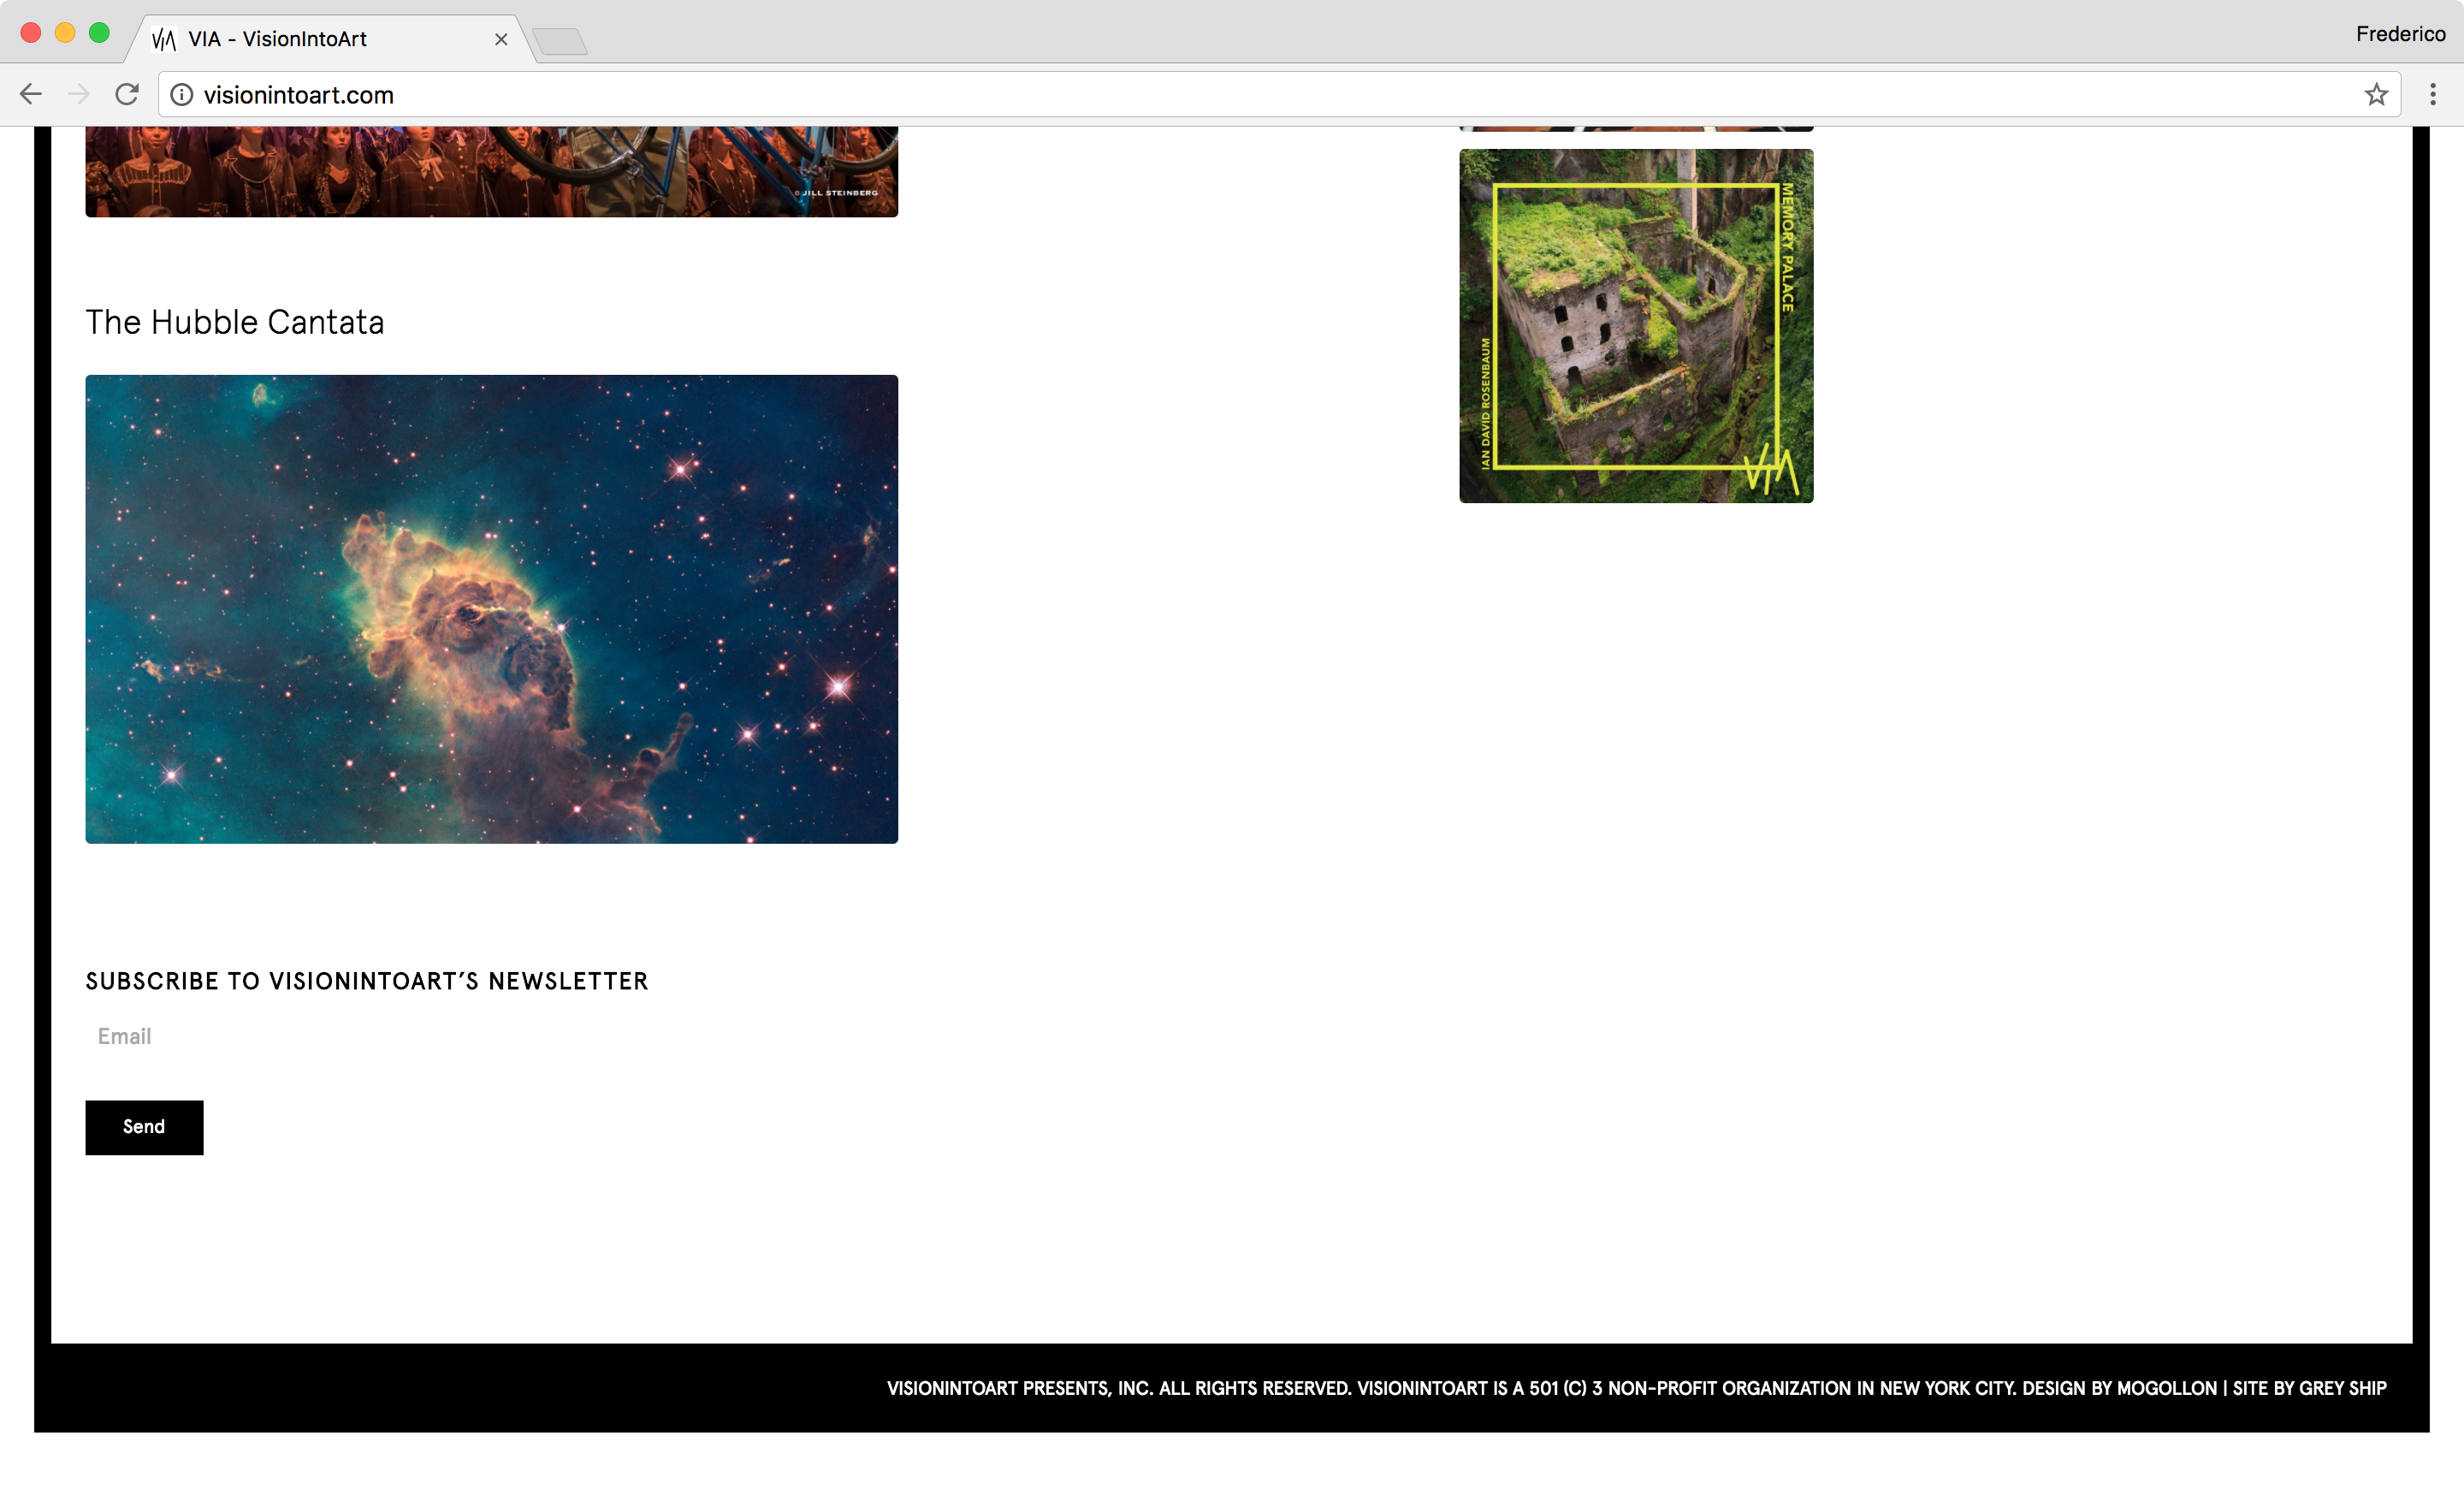 VIA - VisionIntoArt
Frederico
visionintoart.com
© JILL STEINBERG
MEMORY PALACE
IAN DAVID ROSENBAUM
VIA
The Hubble Cantata
SUBSCRIBE TO VISIONINTOART’S NEWSLETTER
Email
Send
VISIONINTOART PRESENTS, INC. ALL RIGHTS RESERVED. VISIONINTOART IS A 501 (C) 3 NON-PROFIT ORGANIZATION IN NEW YORK CITY. DESIGN BY MOGOLLON | SITE BY GREY SHIP